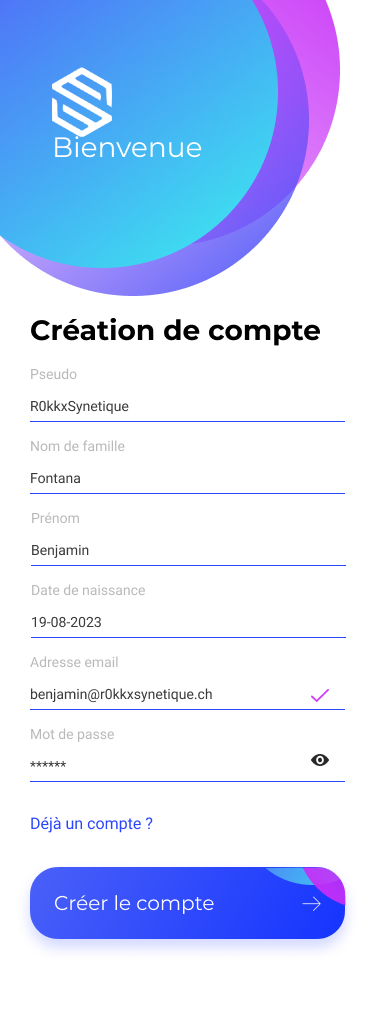 Bienvenue
Création de compte
Pseudo
R0kkxSynetique
Nom de famille
Fontana
Prénom
Benjamin
Date de naissance
19-08-2023
Adresse email
benjamin@r0kkxsynetique.ch
Mot de passe
******
Déjà un compte ?
Créer le compte